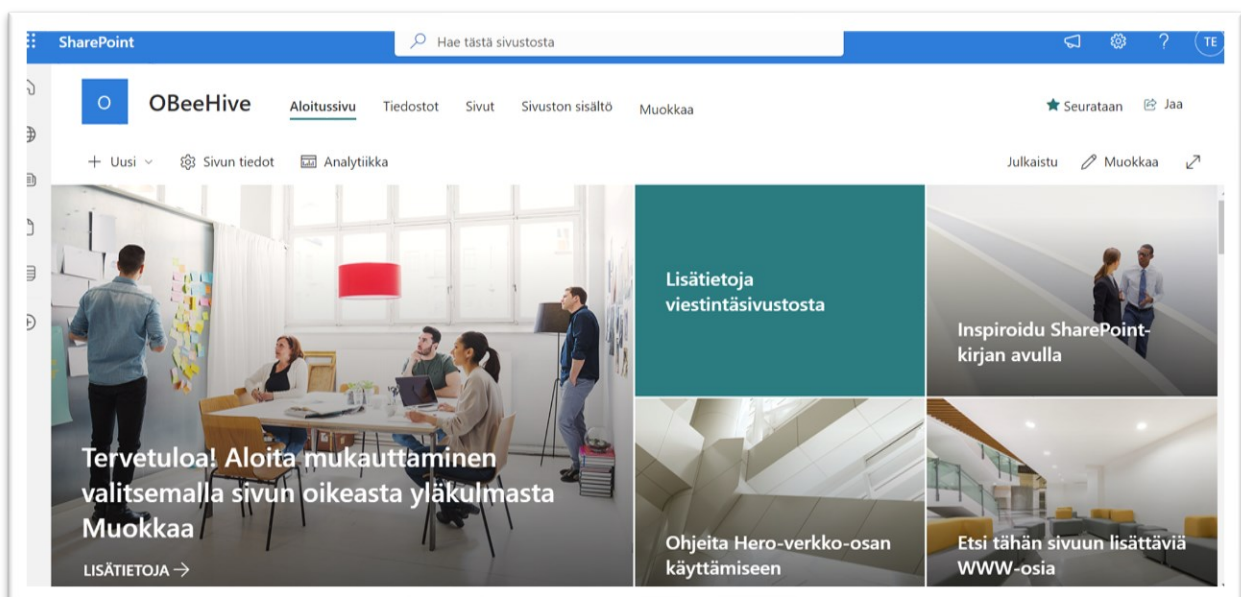 SharePoint
Hae tästä sivustosta
TE
O
OBeeHive
Aloitussivu
Tiedostot
Sivut
Sivuston sisältö
Muokkaa
Seurataan
Jaa
Uusi
Sivun tiedot
Analytiikka
Julkaistu
Muokkaa
Tervetuloa! Aloita mukauttaminen
valitsemalla sivun oikeasta yläkulmasta
Muokkaa
LISÄTIETOJA
Lisätietoja
viestintäsivustosta
Inspiroidu SharePoint-
kirjan avulla
Ohjeita Hero-verkko-osan
käyttämiseen
Etsi tähän sivuun lisättäviä
WWW-osia